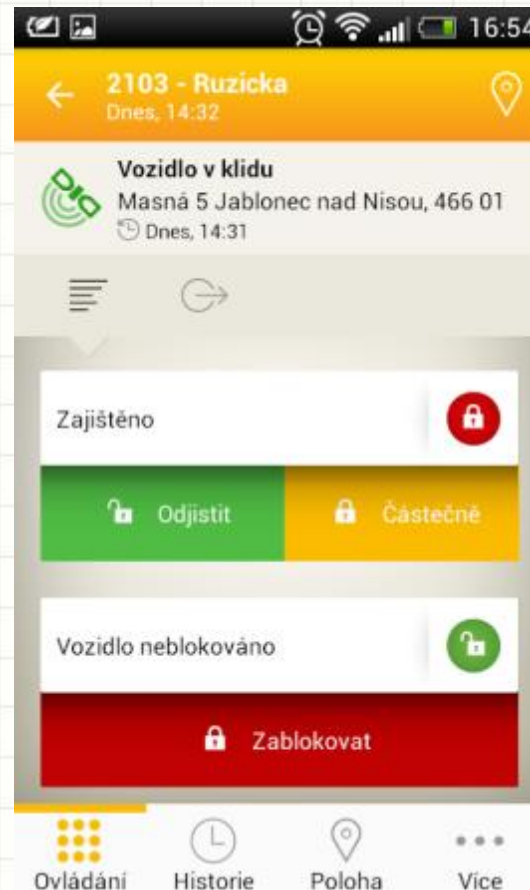 16:54
2103 - Ruzicka
Dnes, 14:32
Vozidlo v klidu
Masná 5 Jablonec nad Nisou, 466 01
Dnes, 14:31
Zajištěno
Odjistit
Částečně
Vozidlo neblokováno
Zablokovat
Ovládání
Historie
Poloha
Více